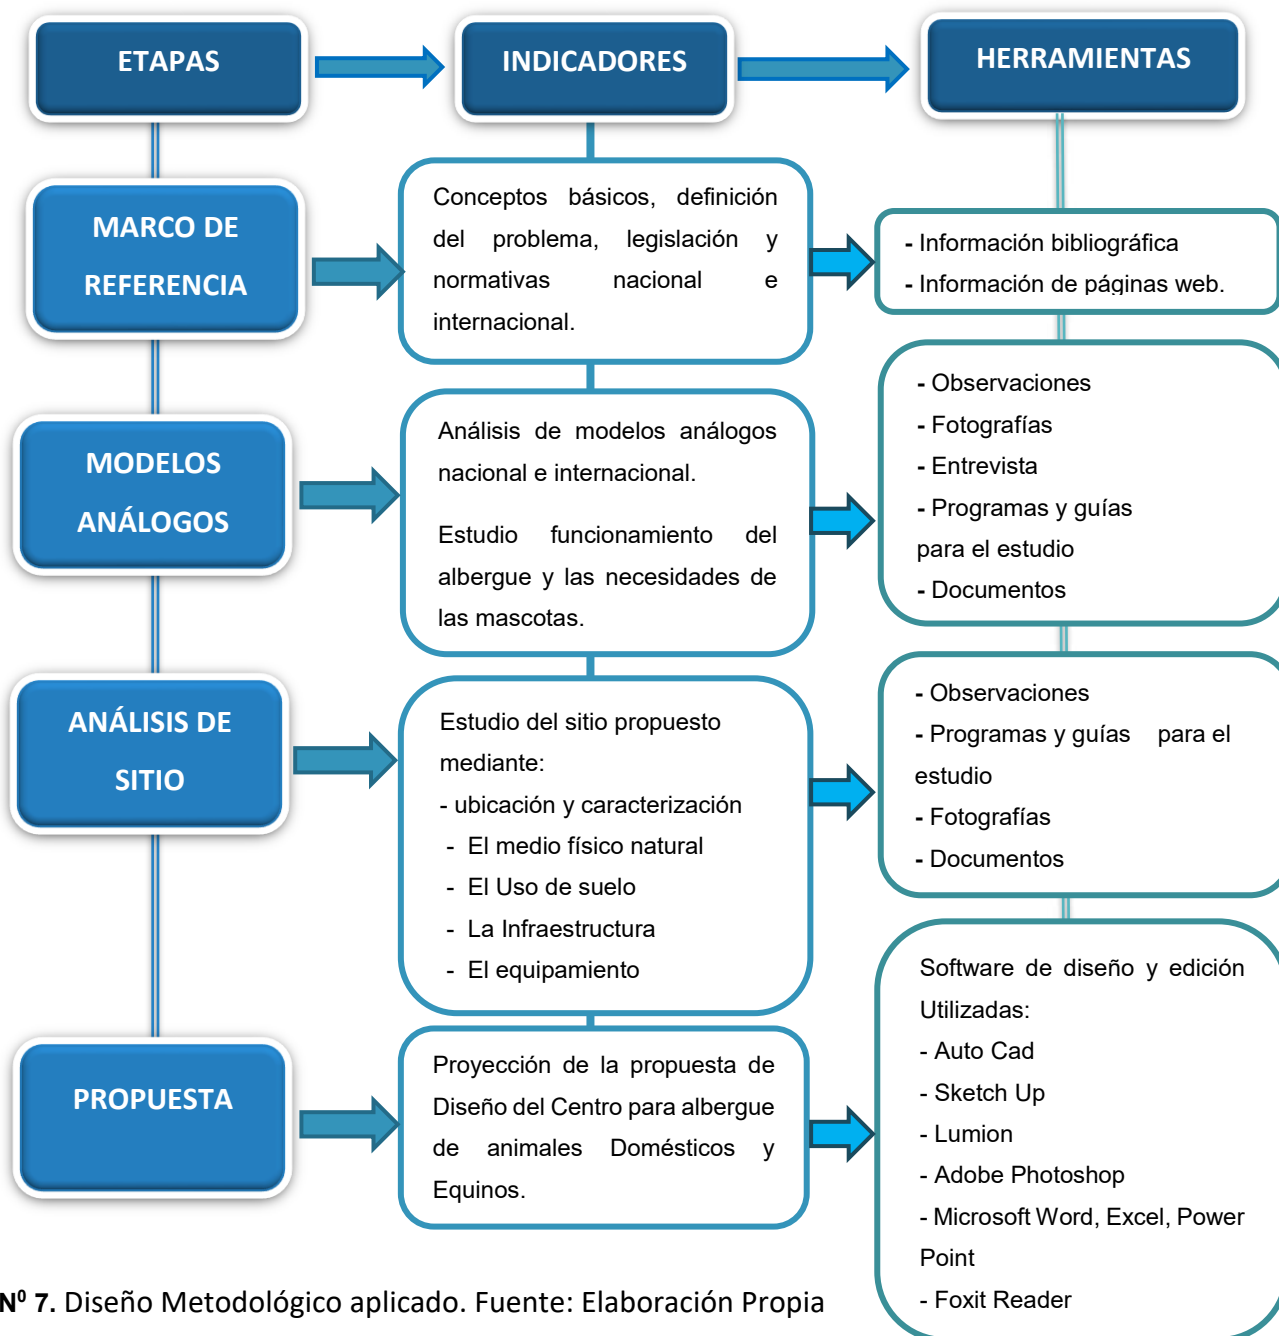 ETAPAS
INDICADORES
HERRAMIENTAS
MARCO DE
REFERENCIA
Conceptos básicos, definición
del problema, legislación y
normativas nacional e
internacional.
- Información bibliográfica
- Información de páginas web.
MODELOS
ANÁLOGOS
Análisis de modelos análogos
nacional e internacional.
Estudio funcionamiento del
albergue y las necesidades de
las mascotas.
- Observaciones
- Fotografías
- Entrevista
- Programas y guías
para el estudio
- Documentos
ANÁLISIS DE
SITIO
Estudio del sitio propuesto
mediante:
- ubicación y caracterización
- El medio físico natural
- El Uso de suelo
- La Infraestructura
- El equipamiento
- Observaciones
- Programas y guías para el
estudio
- Fotografías
- Documentos
PROPUESTA
Proyección de la propuesta de
Diseño del Centro para albergue
de animales Domésticos y
Equinos.
Software de diseño y edición
Utilizadas:
- Auto Cad
- Sketch Up
- Lumion
- Adobe Photoshop
- Microsoft Word, Excel, Power
Point
- Foxit Reader
Nº 7. Diseño Metodológico aplicado. Fuente: Elaboración Propia